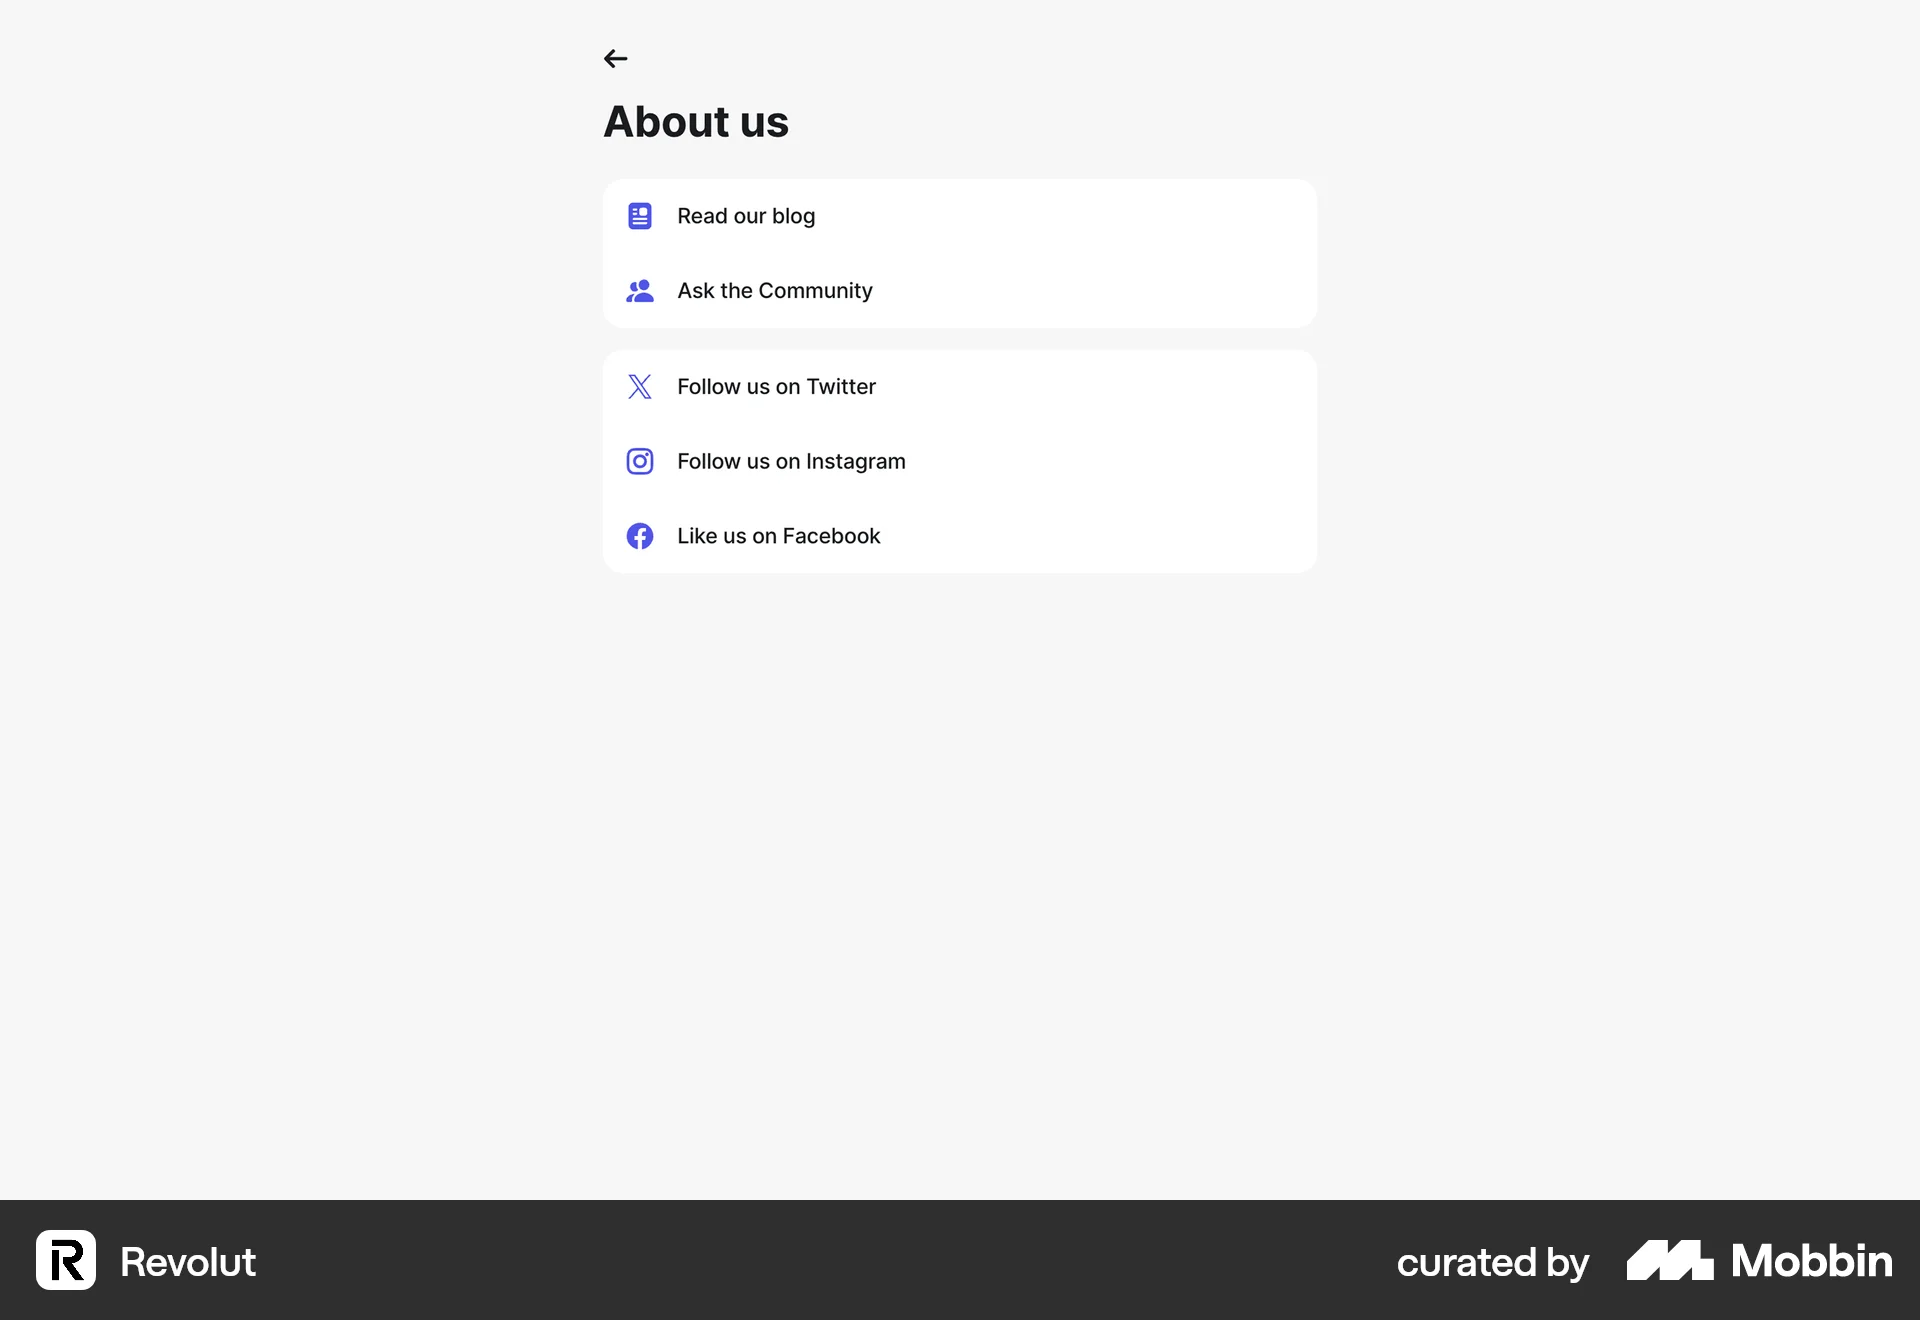 About us
Read our blog
Ask the Community
Follow us on Twitter
Follow us on Instagram
Like us on Facebook
Revolut
curated by Mobbin